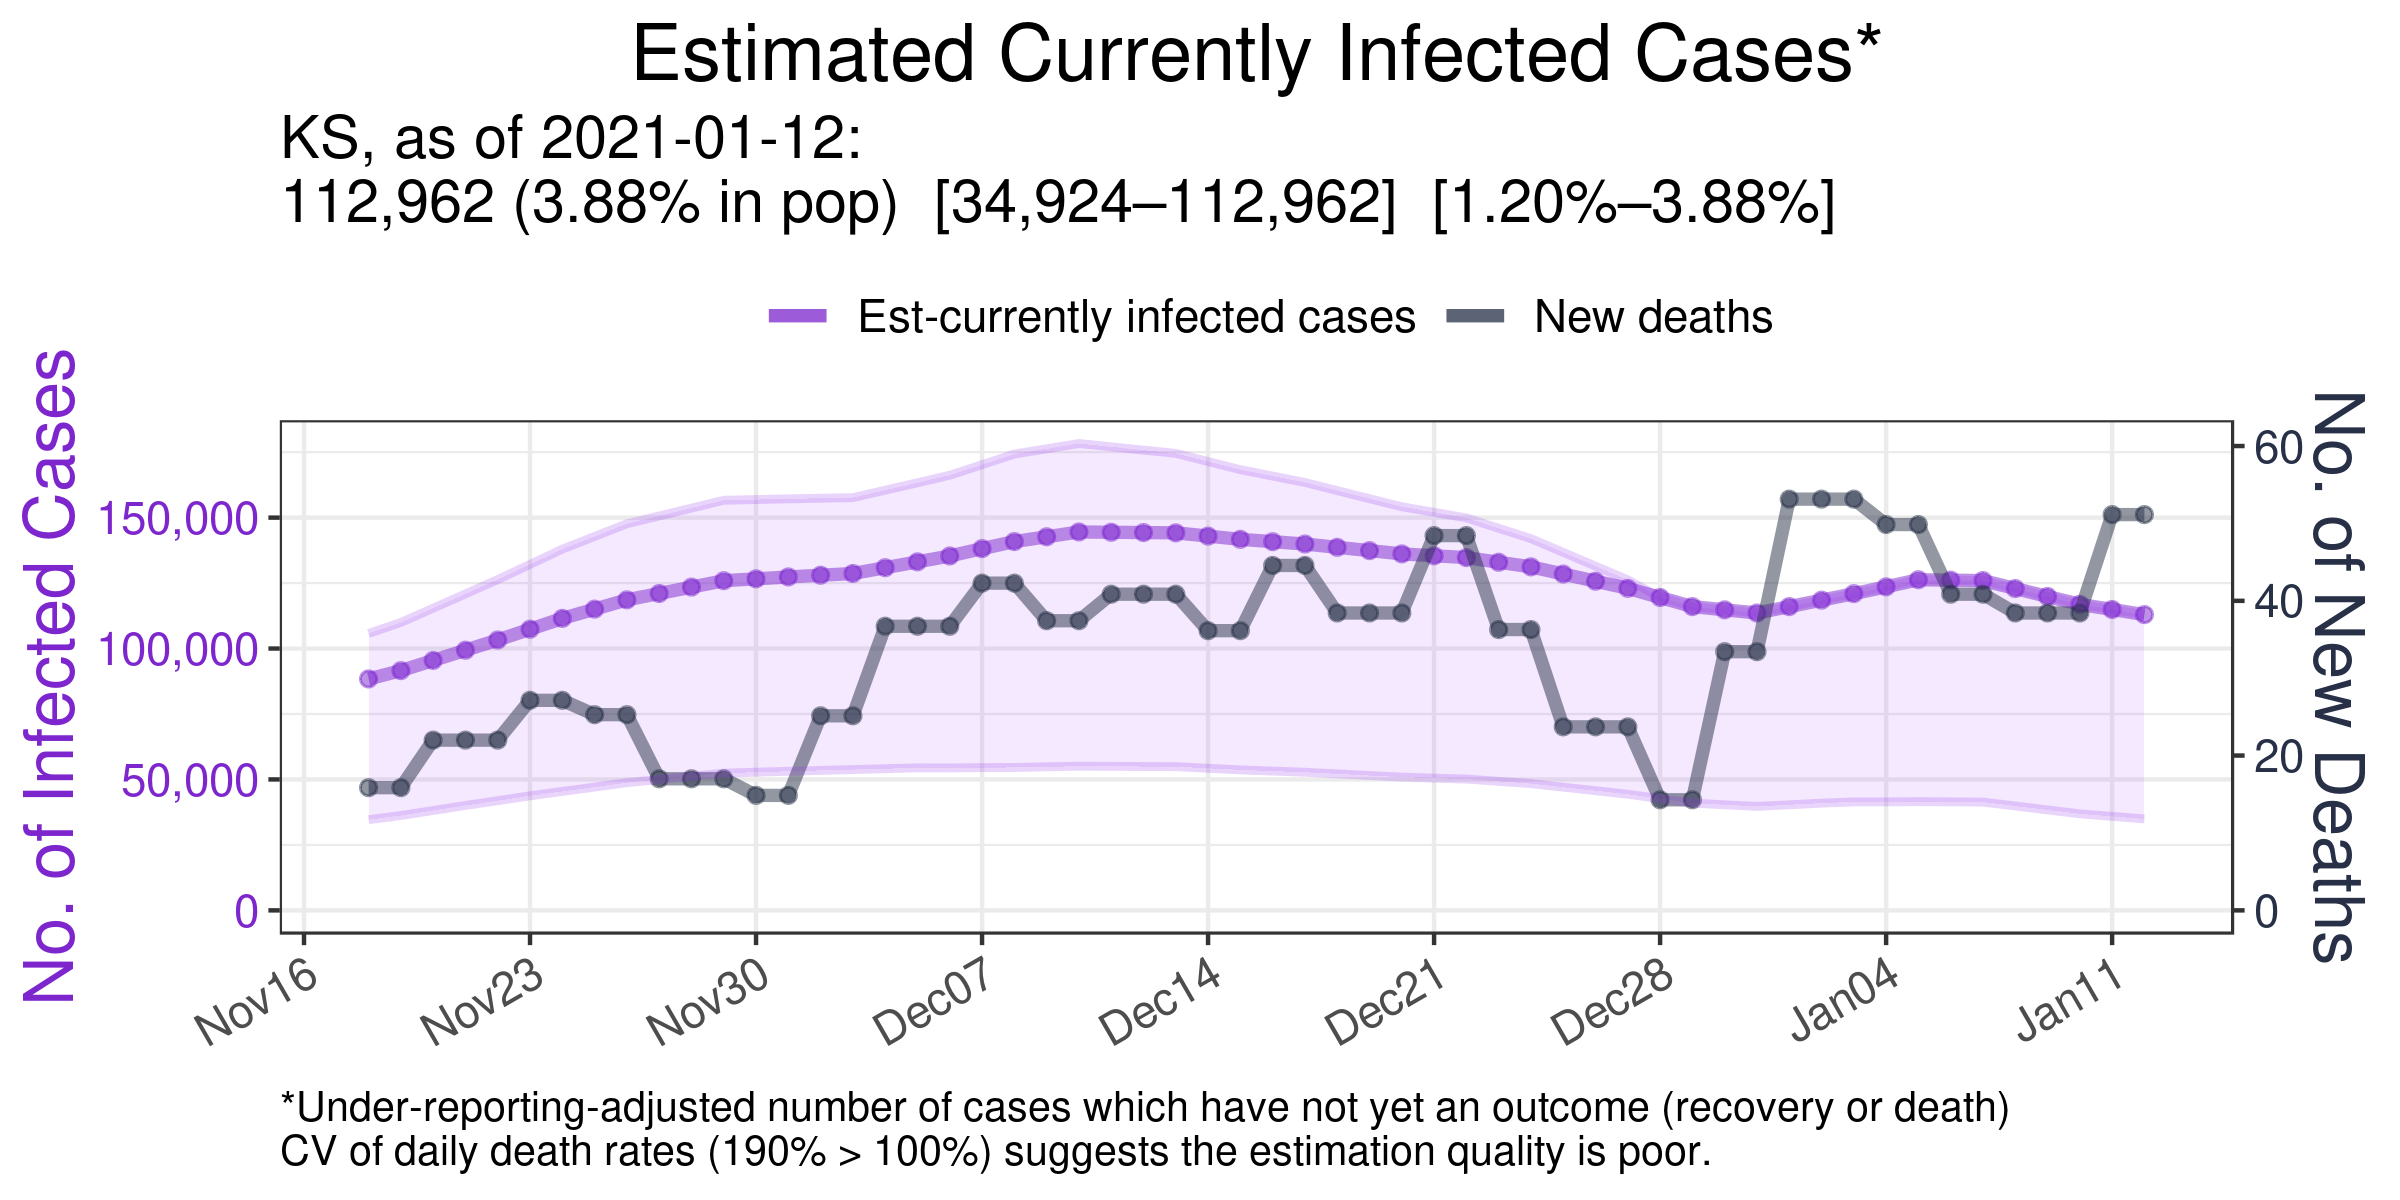 Estimated Currently Infected Cases*
KS, as of 2021-01-12:
112,962 (3.88% in pop)  [34,924–112,962]  [1.20%–3.88%]
Est-currently infected cases
New deaths
No. of Infected Cases
150,000
100,000
50,000
0
60
40
20
0
No. of New Deaths
Nov16
Nov23
Nov30
Dec07
Dec14
Dec21
Dec28
Jan04
Jan11
*Under-reporting-adjusted number of cases which have not yet an outcome (recovery or death)
CV of daily death rates (190% > 100%) suggests the estimation quality is poor.